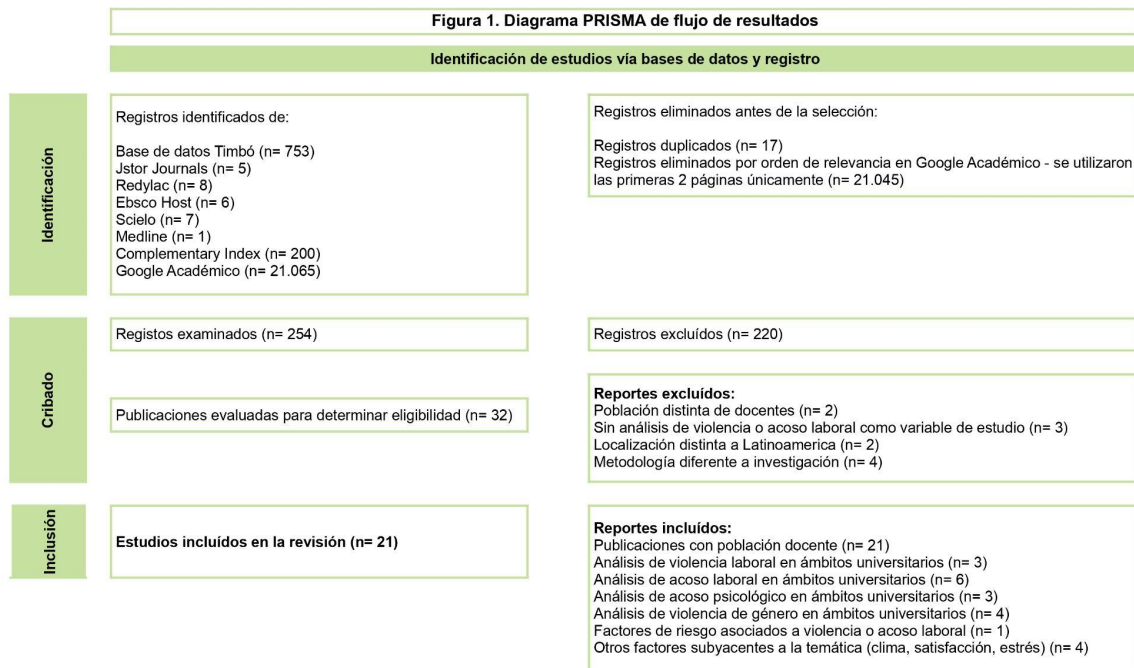 Figura 1. Diagrama PRISMA de flujo de resultados
Identificación de estudios vía bases de datos y registro
Identificación
Registros identificados de:
Base de datos Timbó (n= 753)
Jstor Journals (n= 5)
Redylac (n= 8)
Ebsco Host (n= 6)
Scielo (n= 7)
Medline (n= 1)
Complementary Index (n= 200)
Google Académico (n= 21.065)
Registros eliminados antes de la selección:
Registros duplicados (n= 17)
Registros eliminados por orden de relevancia en Google Académico - se utilizaron
las primeras 2 páginas únicamente (n= 21.045)
Cribado
Registos examinados (n= 254)
Registros excluídos (n= 220)
Publicaciones evaluadas para determinar eligibilidad (n= 32)
Reportes excluídos:
Población distinta de docentes (n= 2)
Sin análisis de violencia o acoso laboral como variable de estudio (n= 3)
Localización distinta a Latinoamerica (n= 2)
Metodología diferente a investigación (n= 4)
Inclusión
Estudios incluídos en la revisión (n= 21)
Reportes incluídos:
Publicaciones con población docente (n= 21)
Análisis de violencia laboral en ámbitos universitarios (n= 3)
Análisis de acoso laboral en ámbitos universitarios (n= 6)
Análisis de acoso psicológico en ámbitos universitarios (n= 3)
Análisis de violencia de género en ámbitos universitarios (n= 4)
Factores de riesgo asociados a violencia o acoso laboral (n= 1)
Otros factores subyacentes a la temática (clima, satisfacción, estrés) (n= 4)